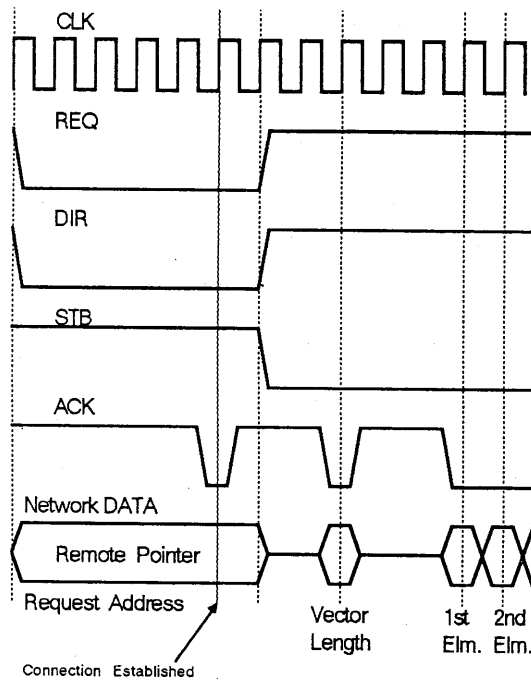 CLK
REQ
DIR
STB
ACK
Network DATA
Remote Pointer
Request Address
Vector
Length
1st
Elm.
2nd
Elm.
Connection Established